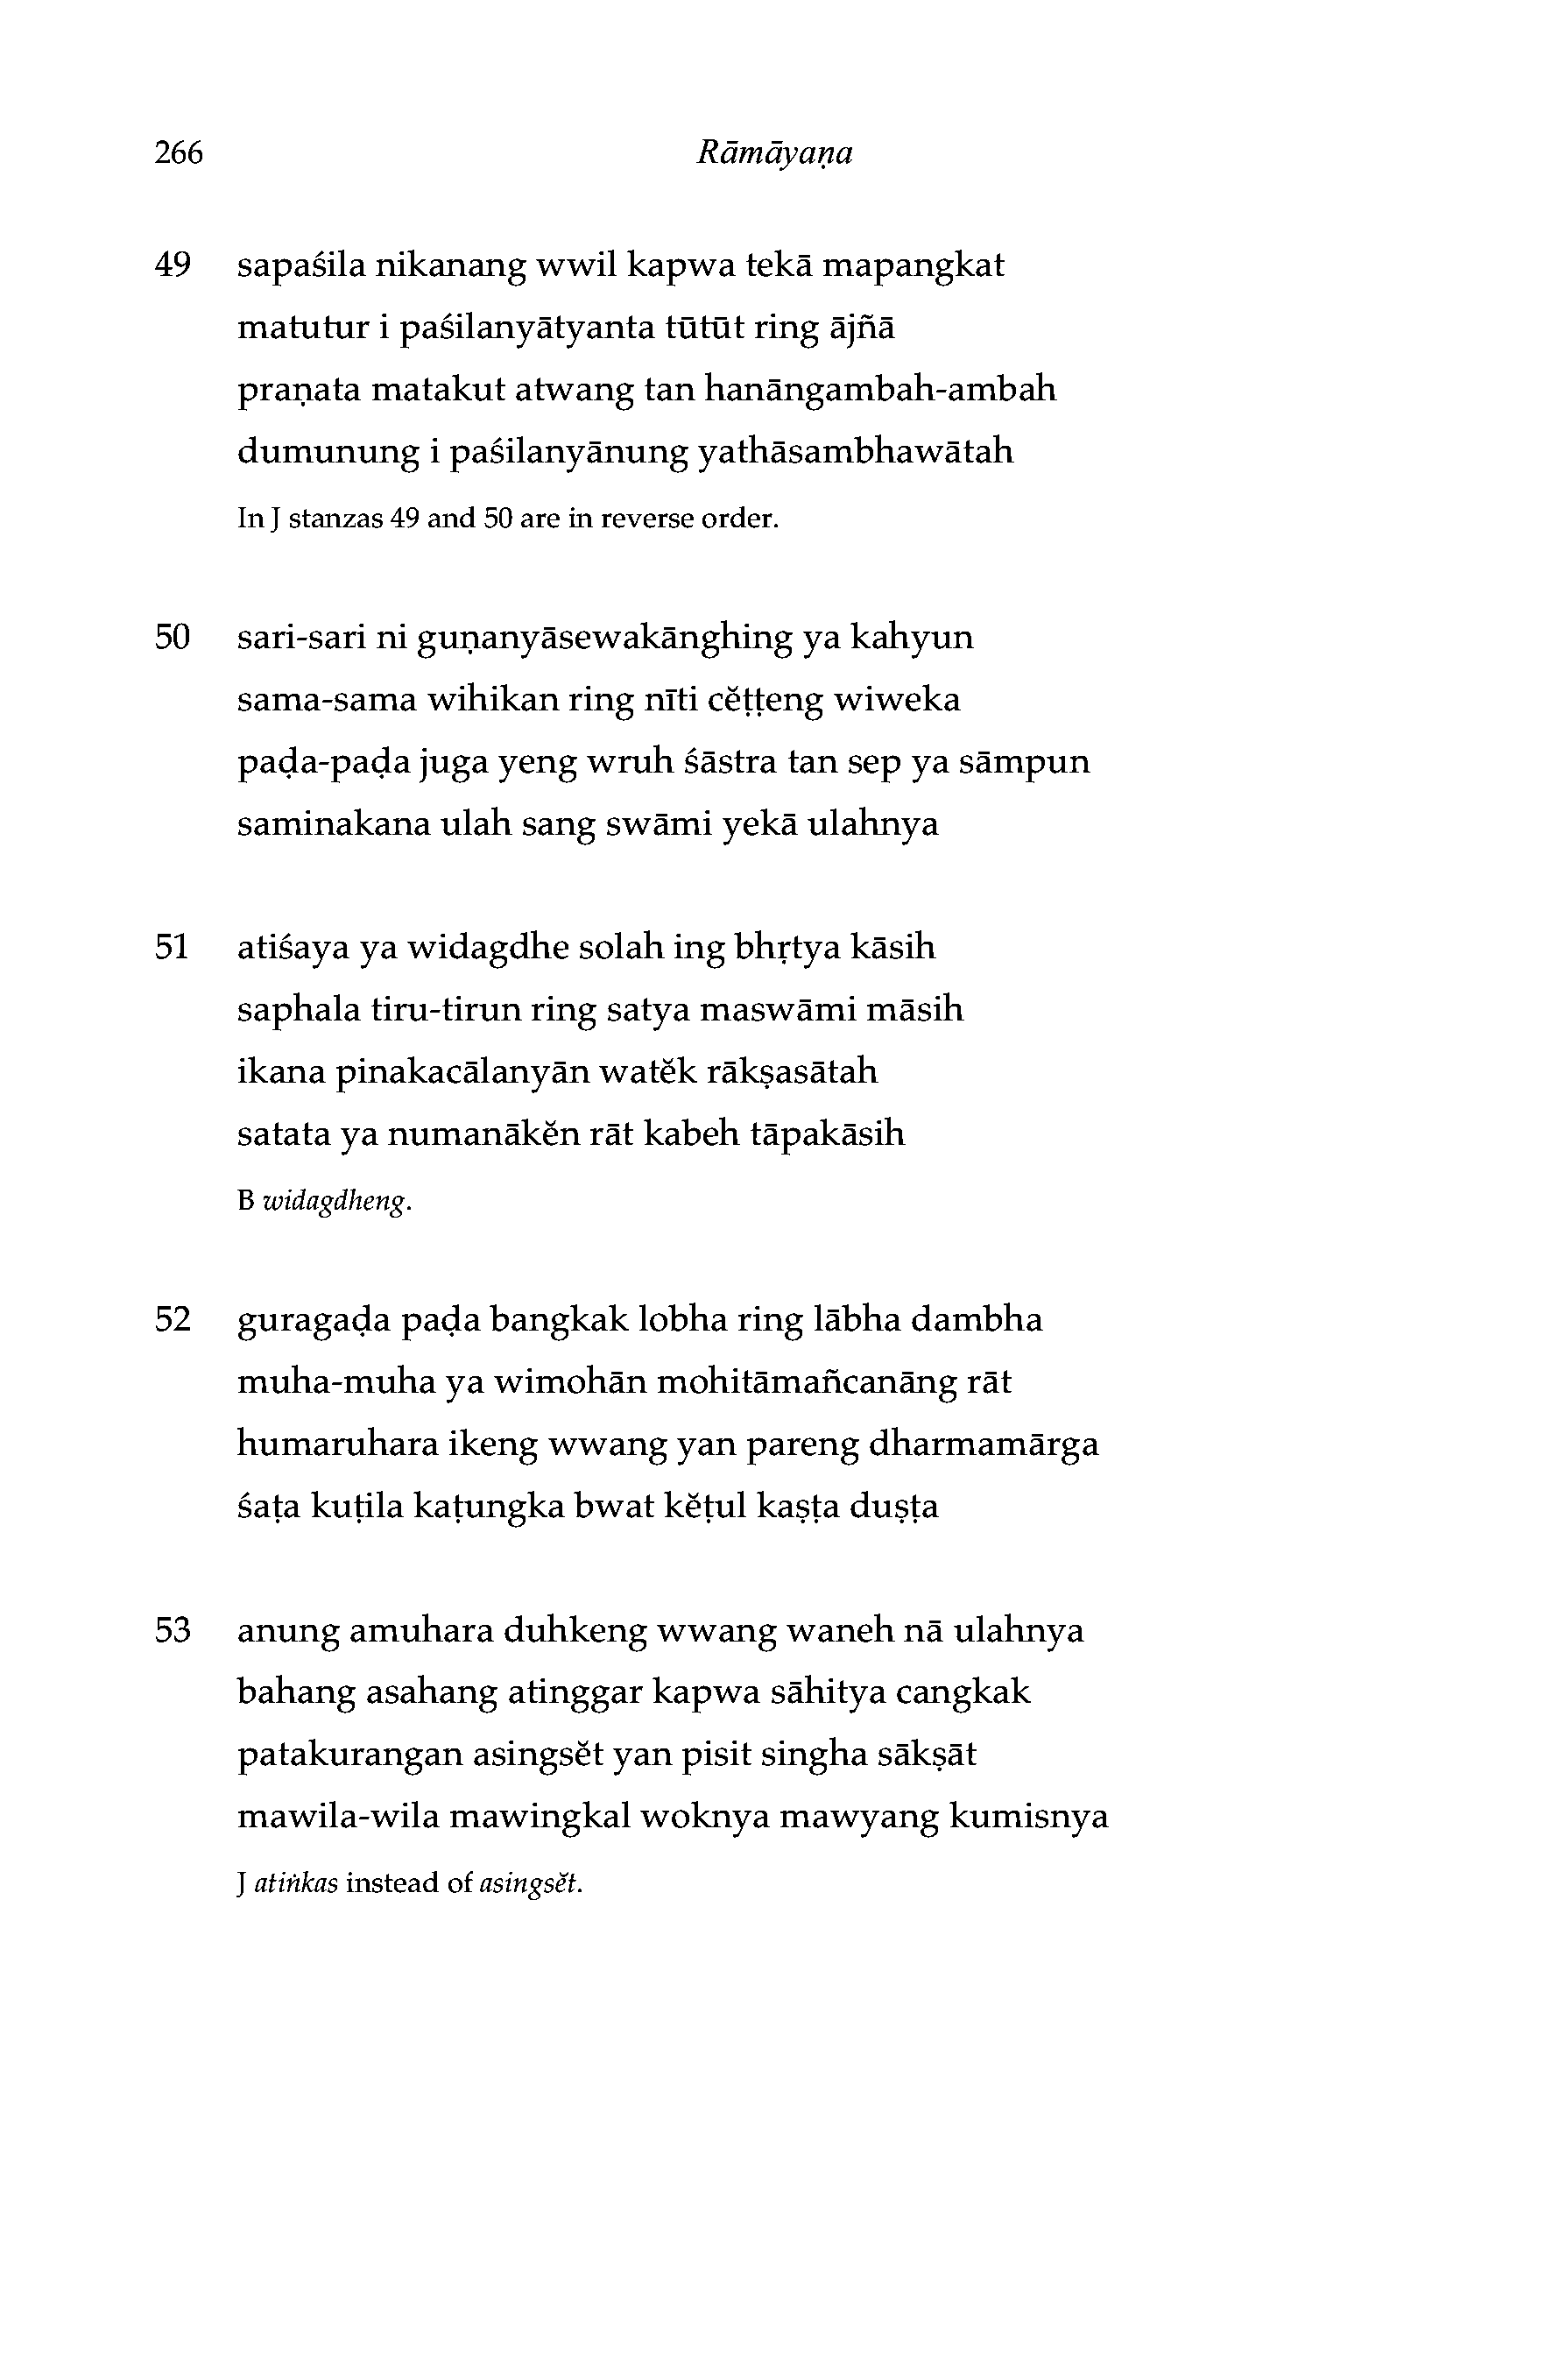 266 Rāmāyaṇa
49 sapaśila nikanang wwil kapwa tekā mapangkat
matutur i paśilanyātyanta tūtūt ring ājñā
praṇata matakut atwang tan hanāngambah-ambah
dumunung i paśilanyānung yathāsambhawātah
In J stanzas 49 and 50 are in reverse order.
50 sari-sari ni guṇanyāsewakānghing ya kahyun
sama-sama wihikan ring nīti cĕṭṭeng wiweka
paḍa-paḍa juga yeng wruh śāstra tan sep ya sāmpun
saminakana ulah sang swāmi yekā ulahnya
51 atiśaya ya widagdhe solah ing bhṛtya kāsih
saphala tiru-tirun ring satya maswāmi māsih
ikana pinakacālanyān watĕk rākṣasātah
satata ya numanākĕn rāt kabeh tāpakāsih
B widagdheng.
52 guragaḍa paḍa bangkak lobha ring lābha dambha
muha-muha ya wimohān mohitāmañcanāng rāt
humaruhara ikeng wwang yan pareng dharmamārga
śaṭa kuṭila kaṭungka bwat kĕṭul kaṣṭa duṣṭa
53 anung amuhara duhkeng wwang waneh nā ulahnya
bahang asahang atinggar kapwa sāhitya cangkak
patakurangan asingsĕt yan pisit singha sākṣāt
mawila-wila mawingkal woknya mawyang kumisnya
J atiṅkas instead of asingsĕt.